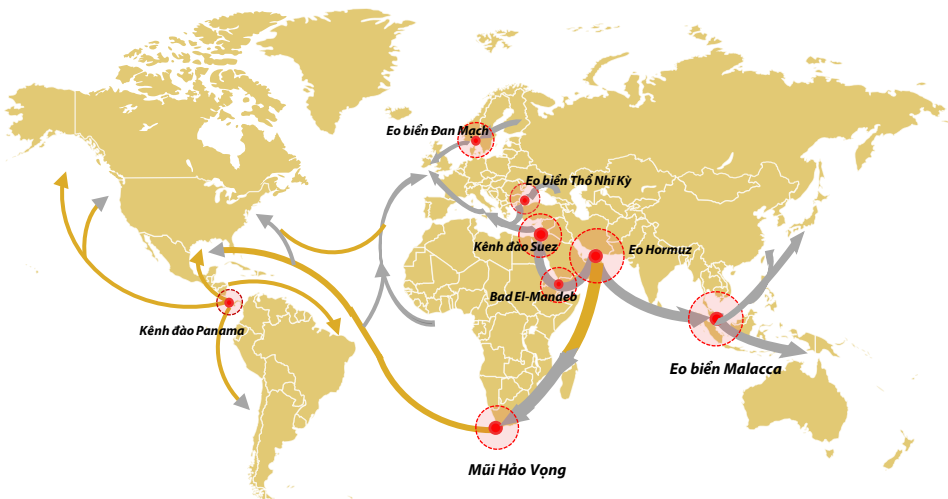 Eo biển Đan Mạch
Eo biển Thổ Nhĩ Kỳ
Kênh đào Suez
Eo Hormuz
Bad El-Mandeb
Kênh đào Panama
Eo biển Malacca
Mũi Hảo Vọng